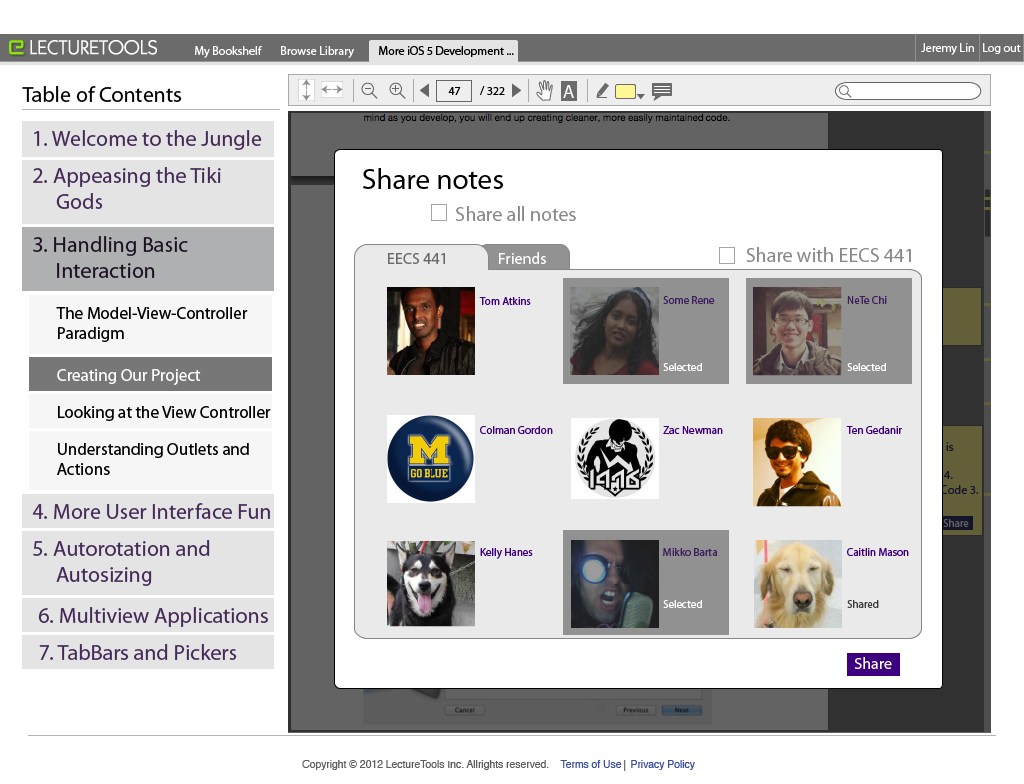 LECTURETOOLS
My Bookshelf
Browse Library
More iOS 5 Development ...
Jeremy Lin
Log out
Table of Contents
47
/ 322
A
mind as you develop, you will end up creating cleaner, more easily maintained code.
1. Welcome to the Jungle
2. Appeasing the Tiki
Gods
3. Handling Basic
Interaction
The Model-View-Controller
Paradigm
Creating Our Project
Looking at the View Controller
Understanding Outlets and
Actions
4. More User Interface Fun
5. Autorotation and
Autosizing
6. Multiview Applications
7. TabBars and Pickers
Share notes
Share all notes
EECS 441
Friends
Share with EECS 441
Tom Atkins
Some Rene
Selected
NeTe Chi
Selected
Colman Gordon
M
GO BLUE
Zac Newman
Ten Gedanir
Kelly Hanes
Mikko Barta
Selected
Caitlin Mason
Shared
Share
is
4.
Code 3.
Share
Cancel
Previous
Next
Copyright © 2012 LectureTools Inc. Allrights reserved.
Terms of Use |
Privacy Policy